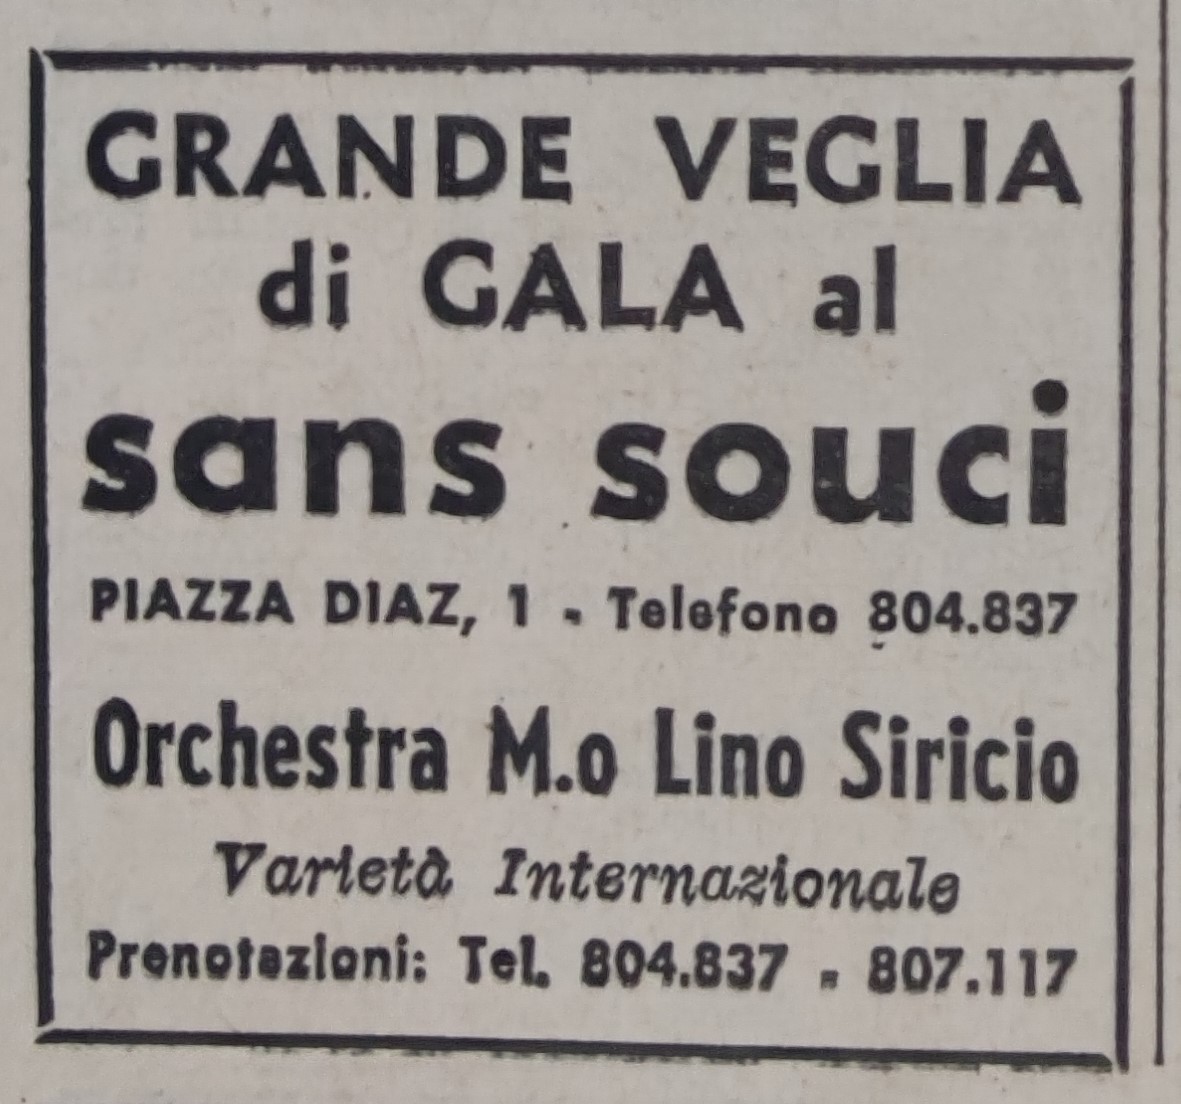 GRANDE VEGLIA
di GALA al
sans souci
PIAZZA DIAZ, 1 - Telefono 804.837
Orchestra M.o Lino Siricio
Varietà Internazionale
Prenotazioni: Tel. 804.837 - 807.117